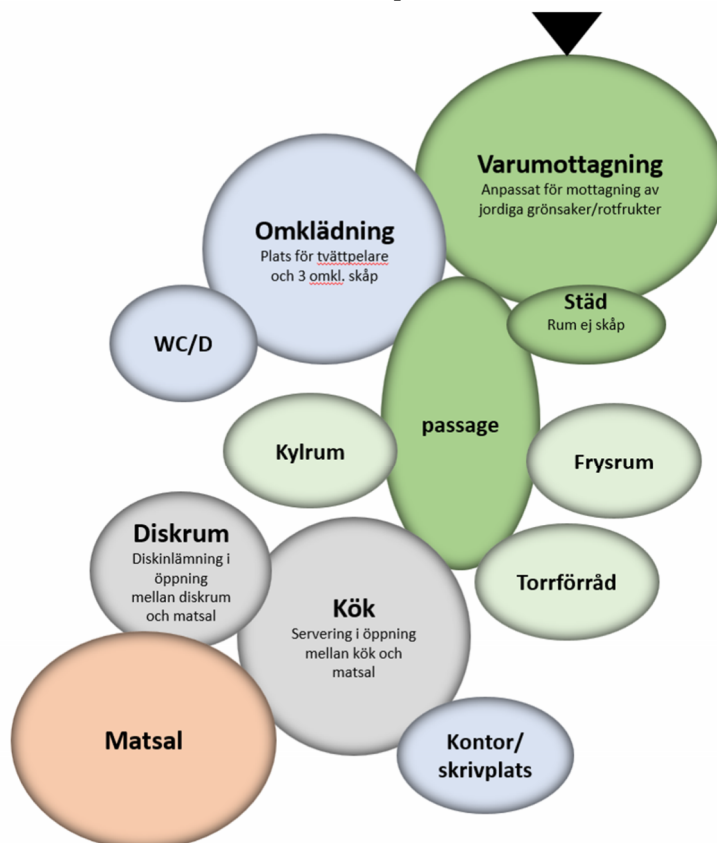 Varumottagning
Anpassat för mottagning av
jordiga grönsaker/rotfrukter
Omklädning
Plats för tvättpelare
och 3 omkl. skåp
Städ
Rum ej skåp
WC/D
passage
Kylrum
Frysrum
Diskrum
Diskinlämning i
öppning
mellan diskrum
och matsal
Torrförråd
Kök
Servering i öppning
mellan kök och
matsal
Matsal
Kontor/
skrivplats